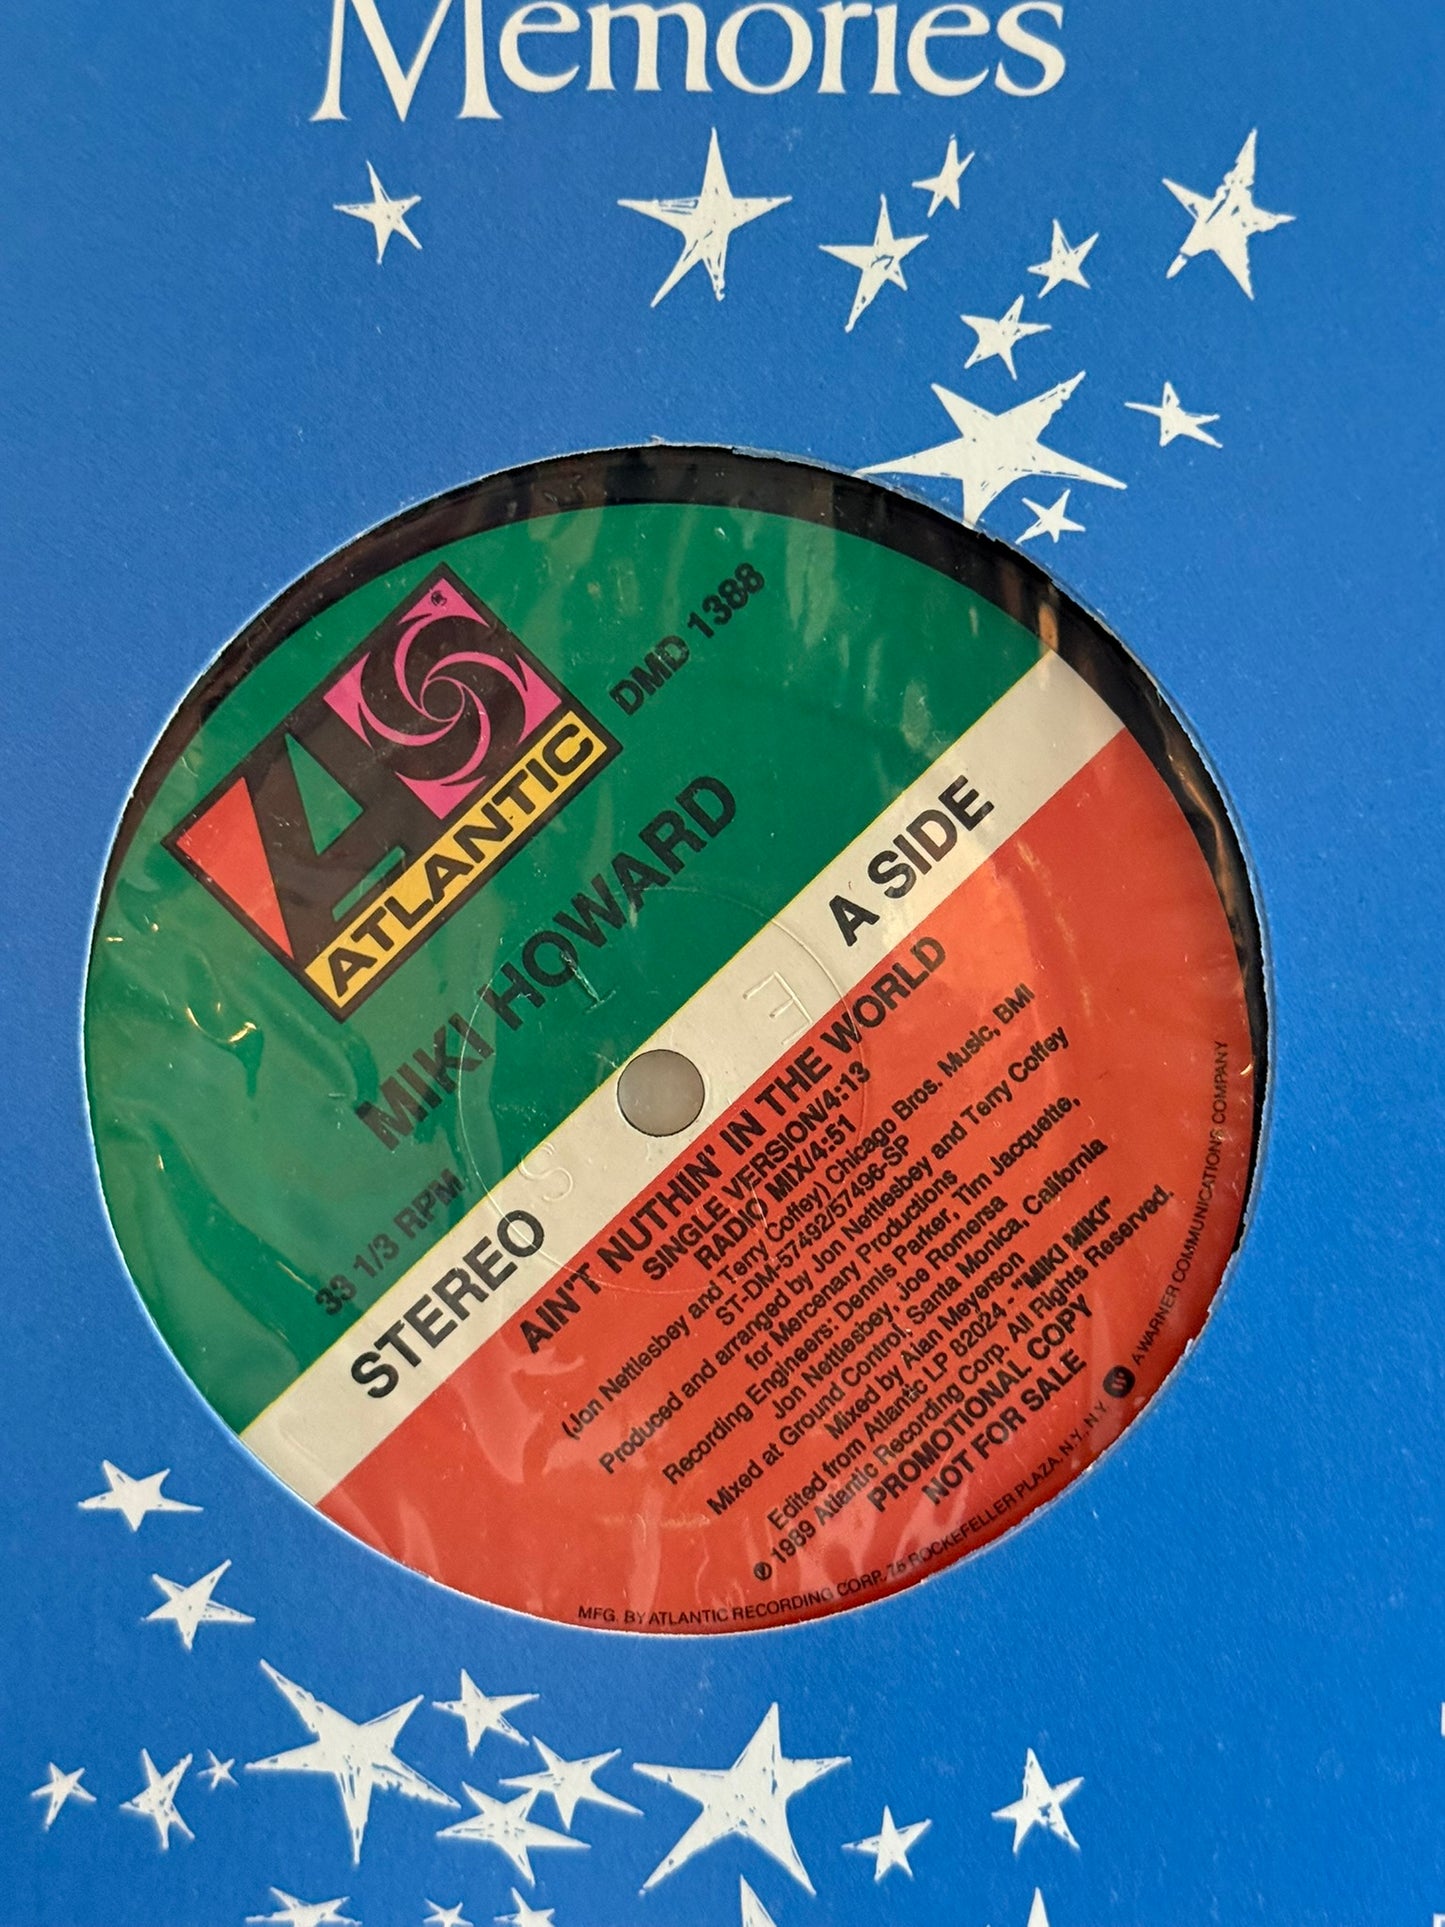 Memories
ATLANTIC
®
DMD 1388
MIKI HOWARD
33 1/3 RPM
STEREO
A SIDE
AIN'T NUTHIN' IN THE WORLD
SINGLE VERSION/4:13
RADIO MIX/4:51
(Jon Nettlesbey and Terry Coffey) Chicago Bros. Music, BMI
ST-DM-57492/57496-SP
Produced and arranged by Jon Nettlesbey and Terry Coffey
for Mercenary Productions
Recording Engineers: Dennis Parker, Tim Jacquette,
Jon Nettlesbey, Joe Romersa
Mixed at Ground Control, Santa Monica, California
Mixed by Alan Meyerson
Edited from Atlantic LP 82024 - "MIKI MIKI"
℗ 1989 Atlantic Recording Corp. All Rights Reserved.
PROMOTIONAL COPY
NOT FOR SALE
MFG. BY ATLANTIC RECORDING CORP., 75 ROCKEFELLER PLAZA, N.Y., N.Y. A WARNER COMMUNICATIONS COMPANY